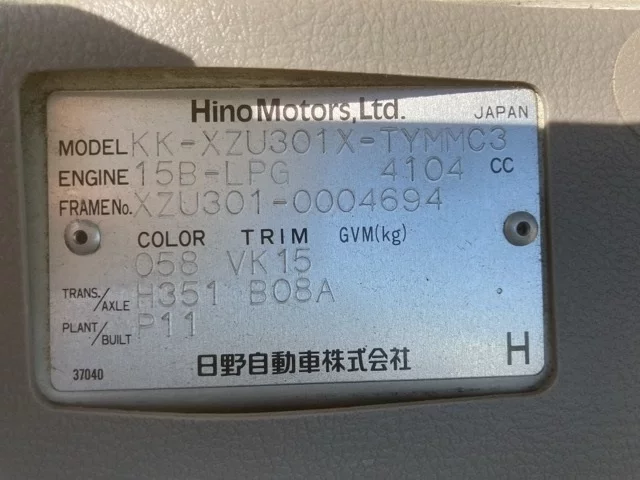 Hino Motors, Ltd. JAPAN
MODEL KK-XZU301X-TYMMC3
ENGINE 15B-LPG 4104 CC
FRAME No. XZU301-0004694
COLOR TRIM GVM(kg)
058 VK15
TRANS./AXLE H351 B08A
PLANT/BUILT P11
37040 日野自動車株式会社 H